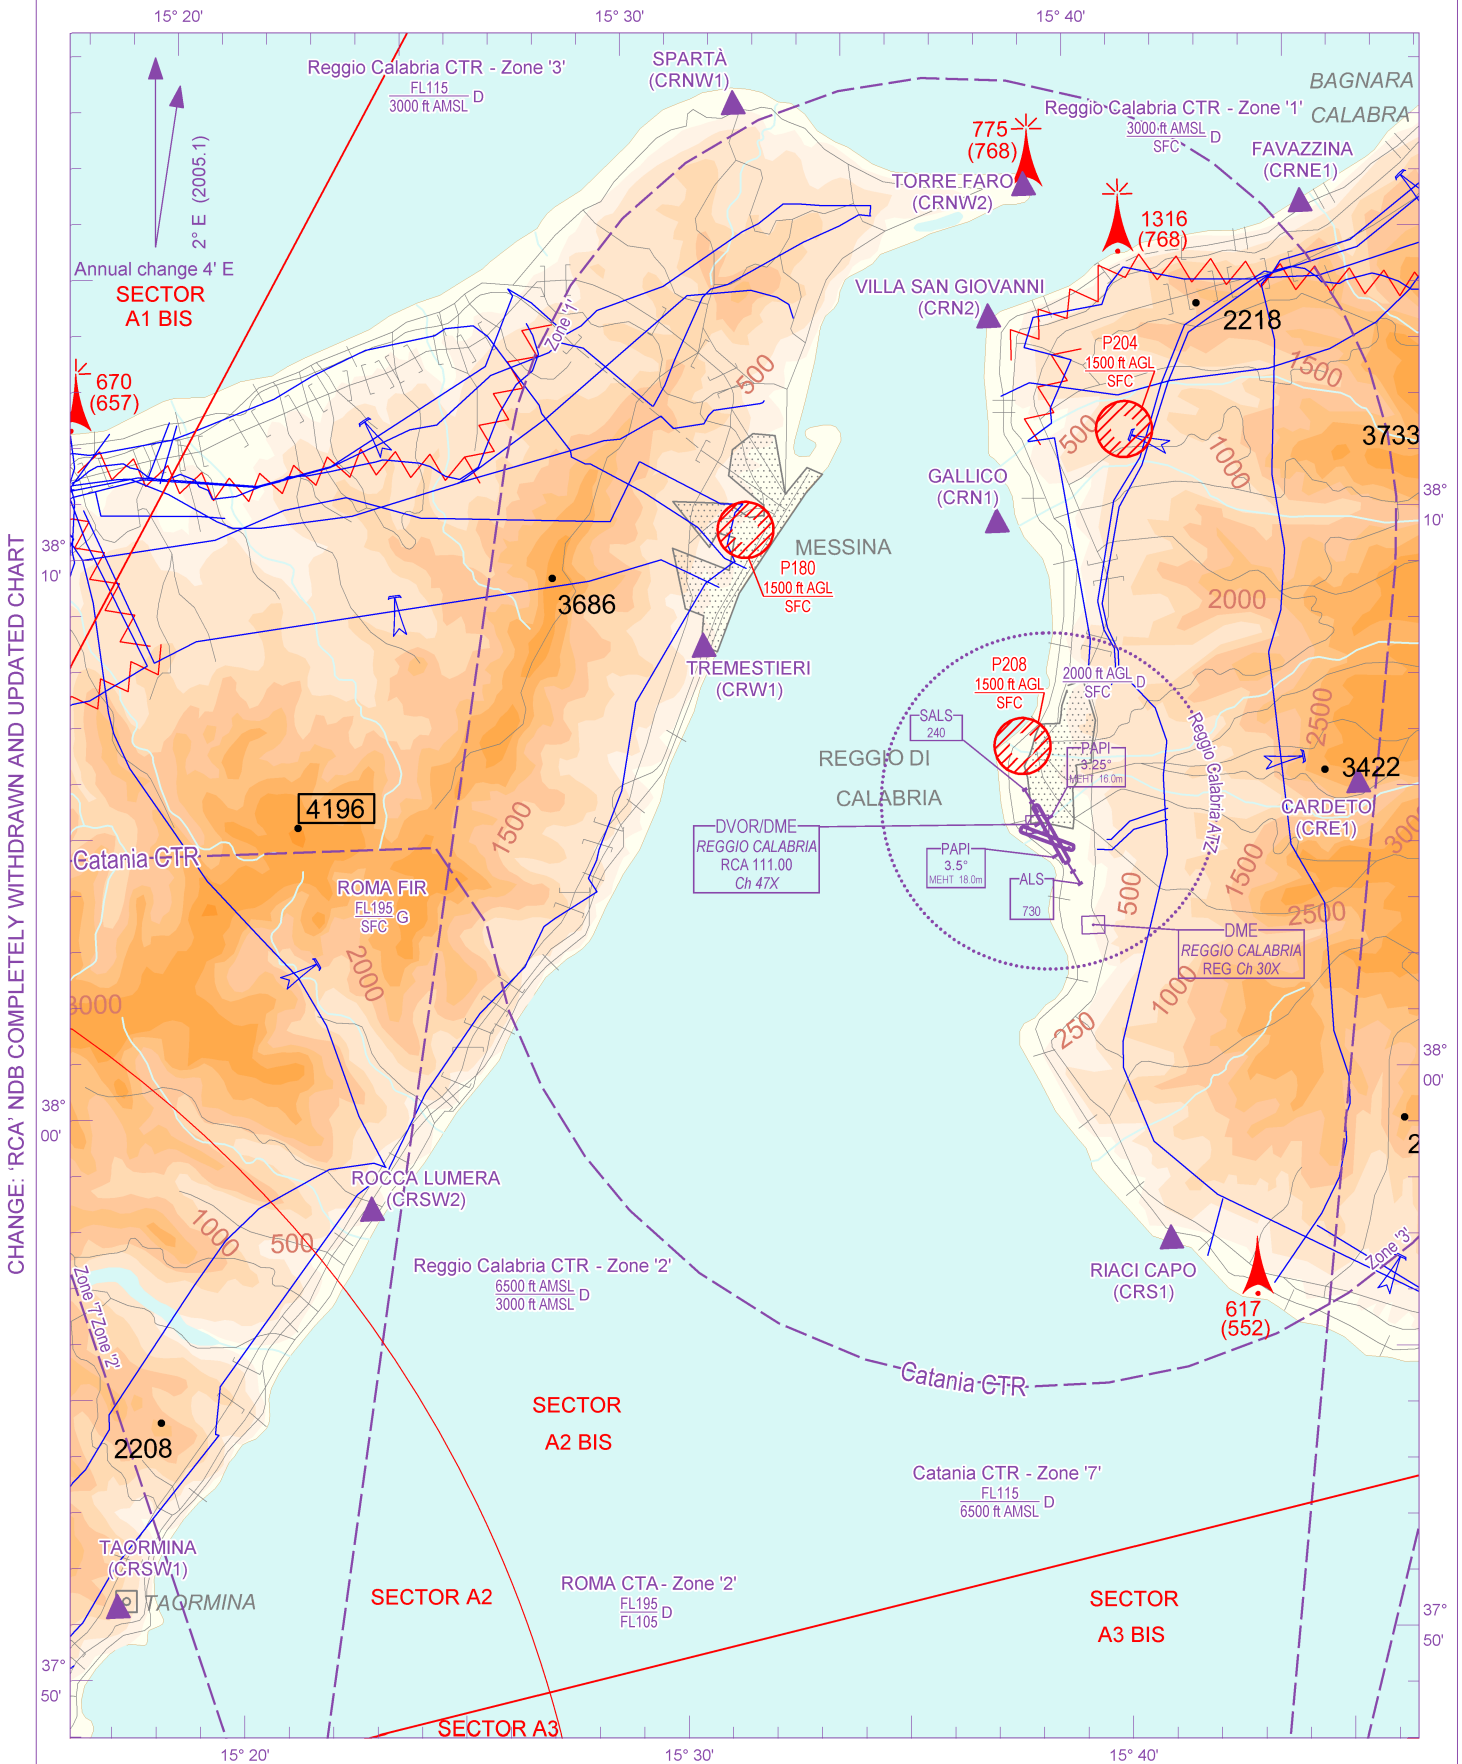 15° 20'
15° 30'
15° 40'
SPARTÀ
(CRNW1)
Reggio Calabria CTR - Zone '3'
FL115
3000 ft AMSL
D
BAGNARA
CALABRA
Reggio Calabria CTR - Zone '1'
3000 ft AMSL
SFC
D
775
(768)
FAVAZZINA
(CRNE1)
TORRE FARO
(CRNW2)
2° E (2005.1)
Annual change 4' E
1316
(768)
SECTOR
A1 BIS
VILLA SAN GIOVANNI
(CRN2)
2218
Zone '1'
P204
1500 ft AGL
SFC
1500
500
670
(657)
500
3733
1000
GALLICO
(CRN1)
38°
10'
38°
10'
MESSINA
P180
1500 ft AGL
SFC
3686
2000
TREMESTIERI
(CRW1)
P208
1500 ft AGL
SFC
2000 ft AGL
SFC
D
SALS
240
2500
Reggio Calabria ATZ
PAPI
3.25°
MEHT 16.0m
REGGIO DI
CALABRIA
3422
CARDETO
(CRE1)
3000
4196
1500
DVOR/DME
REGGIO CALABRIA
RCA 111.00
Ch 47X
PAPI
3.5°
MEHT 18.0m
Catania CTR
ROMA FIR
FL195
SFC
G
ALS
730
500
1500
2500
DME
REGGIO CALABRIA
REG Ch 30X
2000
3000
1000
250
38°
00'
38°
00'
CHANGE: 'RCA' NDB COMPLETELY WITHDRAWN AND UPDATED CHART
2
ROCCA LUMERA
(CRSW2)
1000
500
Zone '7'
Zone '2'
Reggio Calabria CTR - Zone '2'
6500 ft AMSL
3000 ft AMSL
D
Zone '3'
RIACI CAPO
(CRS1)
617
(552)
Catania CTR
SECTOR
A2 BIS
2208
Catania CTR - Zone '7'
FL115
6500 ft AMSL
D
TAORMINA
(CRSW1)
TAORMINA
SECTOR A2
ROMA CTA - Zone '2'
FL195
FL105
D
SECTOR
A3 BIS
37°
50'
37°
50'
SECTOR A3
15° 20'
15° 30'
15° 40'